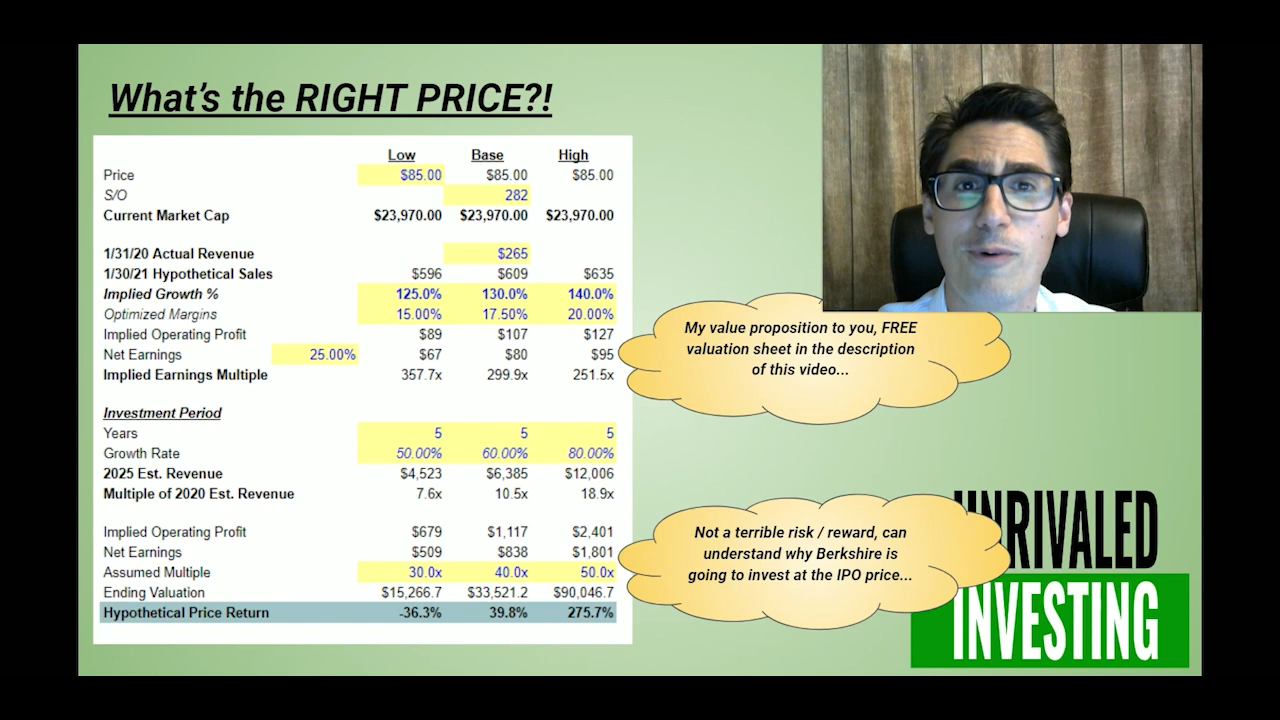 What's the RIGHT PRICE?!
Low Base High
Price $85.00 $85.00 $85.00
S/O 282
Current Market Cap $23,970.00 $23,970.00 $23,970.00
1/31/20 Actual Revenue $265
1/30/21 Hypothetical Sales $596 $609 $635
Implied Growth % 125.0% 130.0% 140.0%
Optimized Margins 15.00% 17.50% 20.00%
Implied Operating Profit $89 $107 $127
Net Earnings 25.00% $67 $80 $95
Implied Earnings Multiple 357.7x 299.9x 251.5x
Investment Period
Years 5 5 5
Growth Rate 50.00% 60.00% 80.00%
2025 Est. Revenue $4,523 $6,385 $12,006
Multiple of 2020 Est. Revenue 7.6x 10.5x 18.9x
Implied Operating Profit $679 $1,117 $2,401
Net Earnings $509 $838 $1,801
Assumed Multiple 30.0x 40.0x 50.0x
Ending Valuation $15,266.7 $33,521.2 $90,046.7
Hypothetical Price Return -36.3% 39.8% 275.7%
My value proposition to you, FREE
valuation sheet in the description
of this video...
Not a terrible risk / reward, can
understand why Berkshire is
going to invest at the IPO price...
UNRIVALED
INVESTING